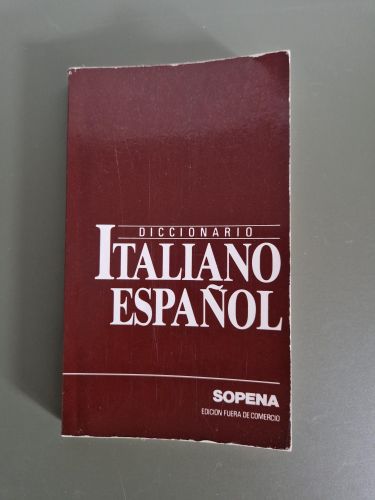 DICCIONARIO
ITALIANO
ESPAÑOL
SOPENA
EDICION FUERA DE COMERCIO